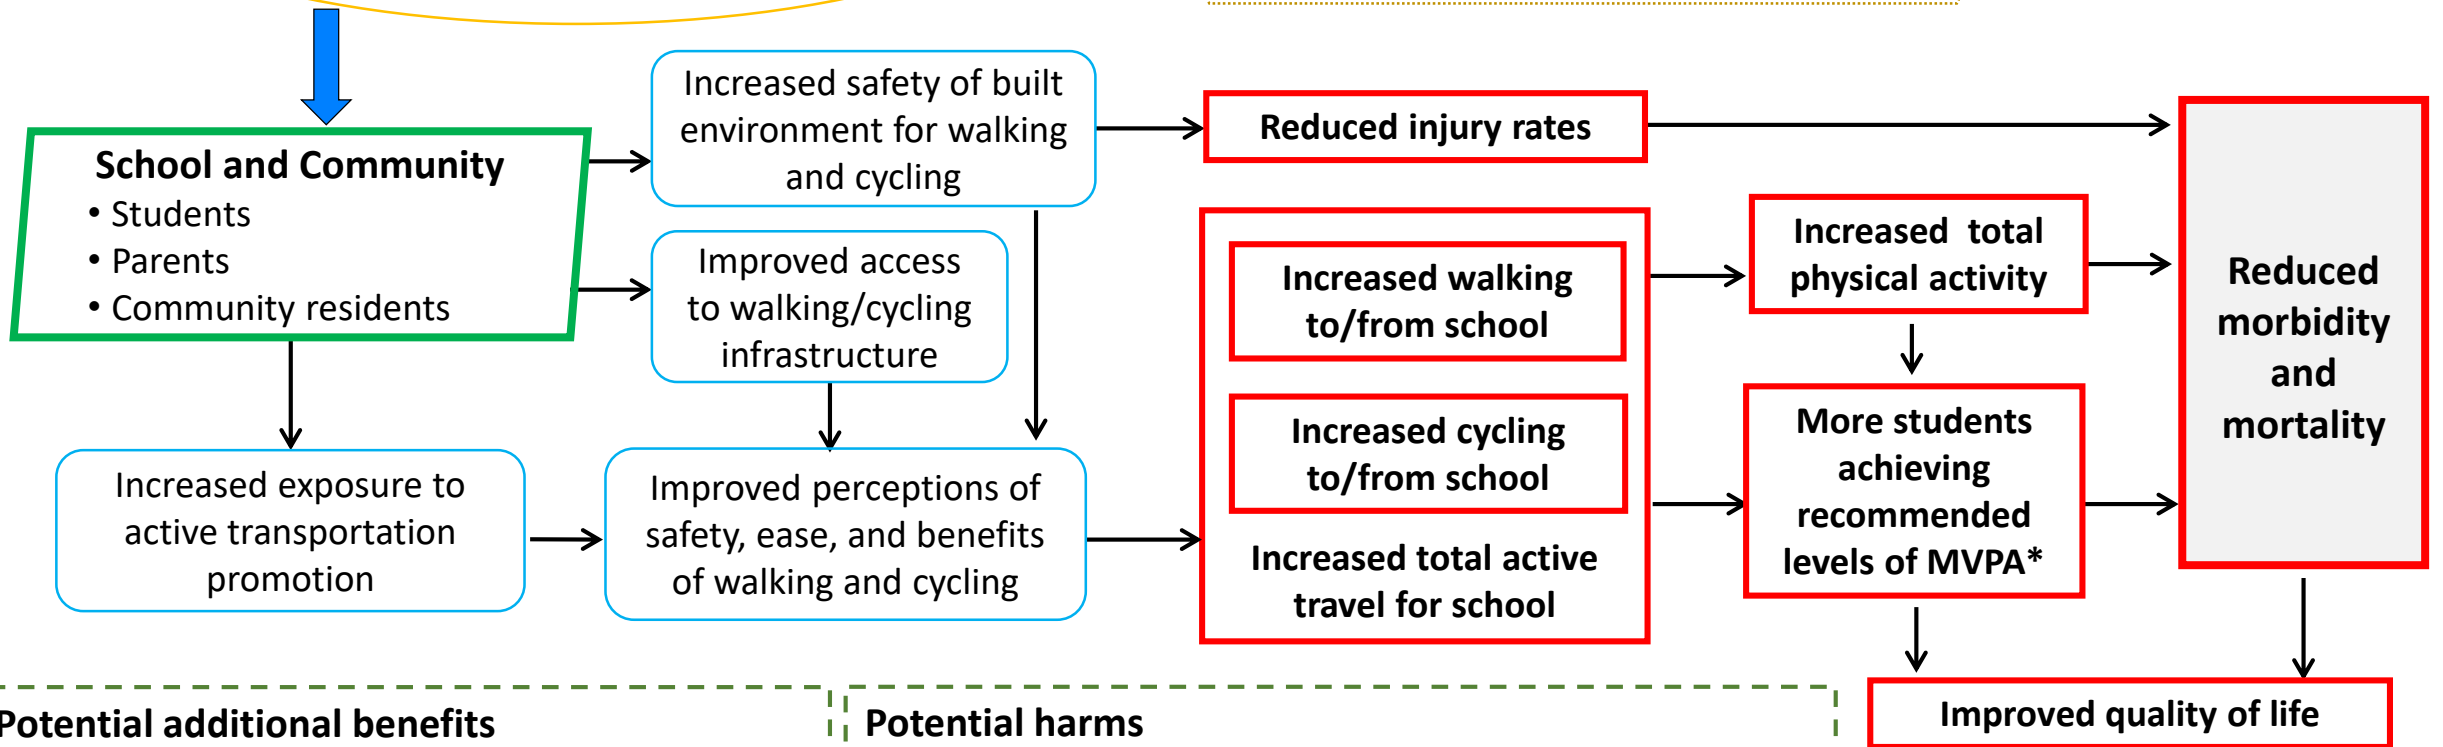 School and Community
• Students
• Parents
• Community residents
Increased safety of built
environment for walking
and cycling
Improved access
to walking/cycling
infrastructure
Increased exposure to
active transportation
promotion
Improved perceptions of
safety, ease, and benefits
of walking and cycling
Reduced injury rates
Increased walking
to/from school
Increased cycling
to/from school
Increased total active
travel for school
Increased total
physical activity
More students
achieving
recommended
levels of MVPA*
Reduced
morbidity
and
mortality
Improved quality of life
Potential additional benefits
Potential harms